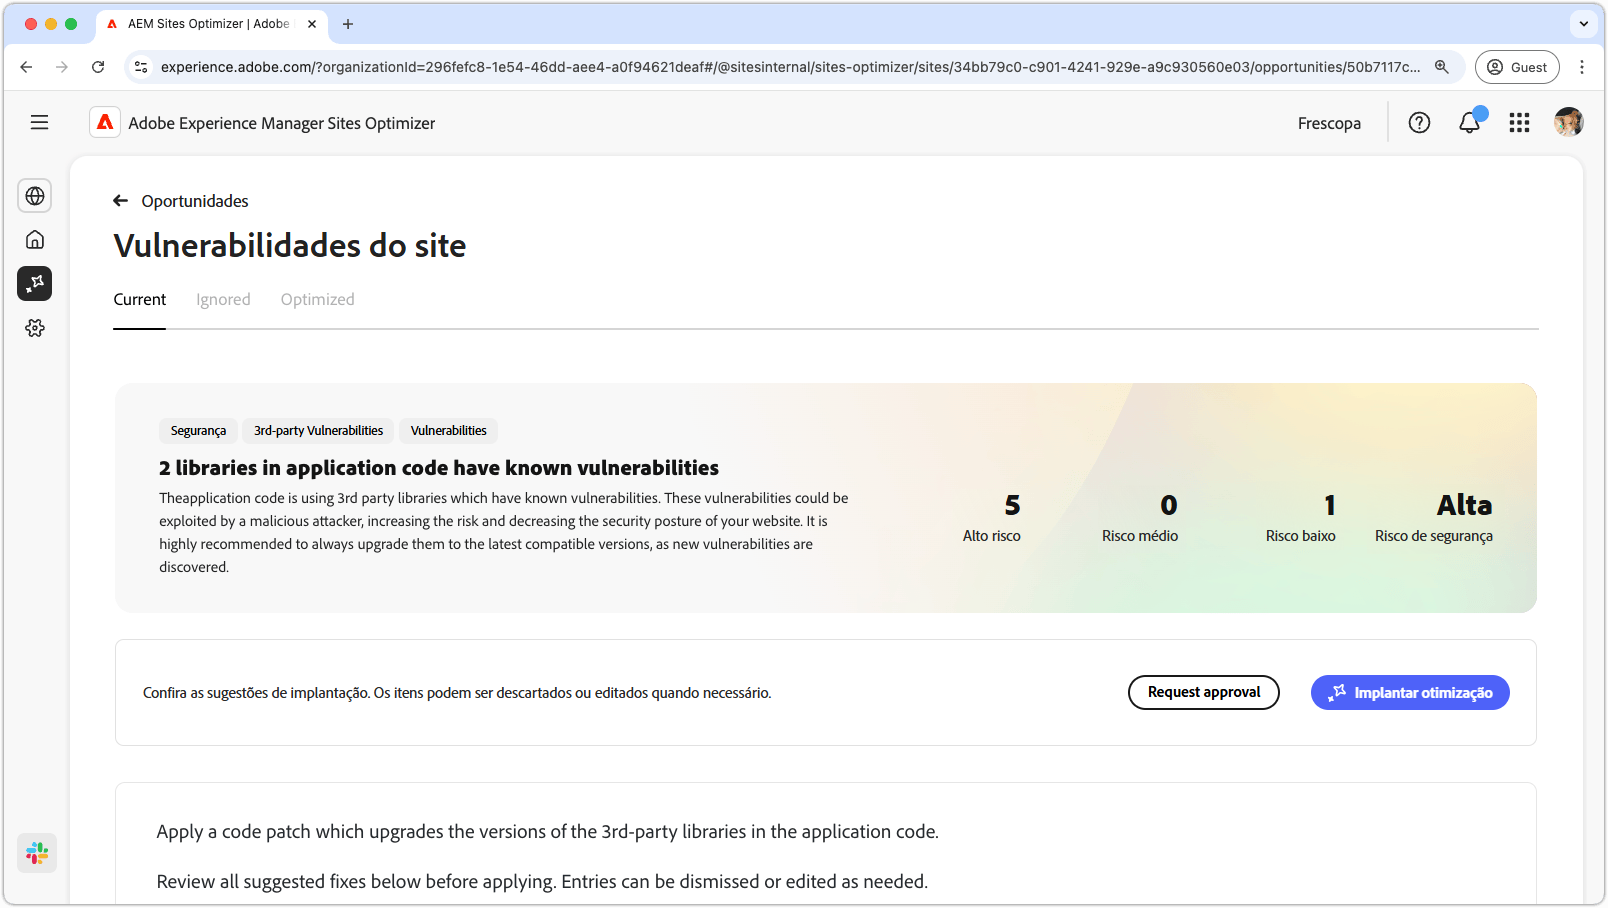 AEM Sites Optimizer | Adobe
experience.adobe.com/?organizationId=296fefc8-1e54-46dd-aee4-a0f94621deaf#/@sitesinternal/sites-optimizer/sites/34bb79c0-c901-4241-929e-a9c930560e03/opportunities/50b7117c...
Guest
Adobe Experience Manager Sites Optimizer
Frescopa
Oportunidades
Vulnerabilidades do site
Current Ignored Optimized
Segurança 3rd-party Vulnerabilities Vulnerabilities
2 libraries in application code have known vulnerabilities
Theapplication code is using 3rd party libraries which have known vulnerabilities. These vulnerabilities could be
exploited by a malicious attacker, increasing the risk and decreasing the security posture of your website. It is
highly recommended to always upgrade them to the latest compatible versions, as new vulnerabilities are
discovered.
5 0 1 Alta
Alto risco Risco médio Risco baixo Risco de segurança
Confira as sugestões de implantação. Os itens podem ser descartados ou editados quando necessário.
Request approval
Implantar otimização
Apply a code patch which upgrades the versions of the 3rd-party libraries in the application code.
Review all suggested fixes below before applying. Entries can be dismissed or edited as needed.